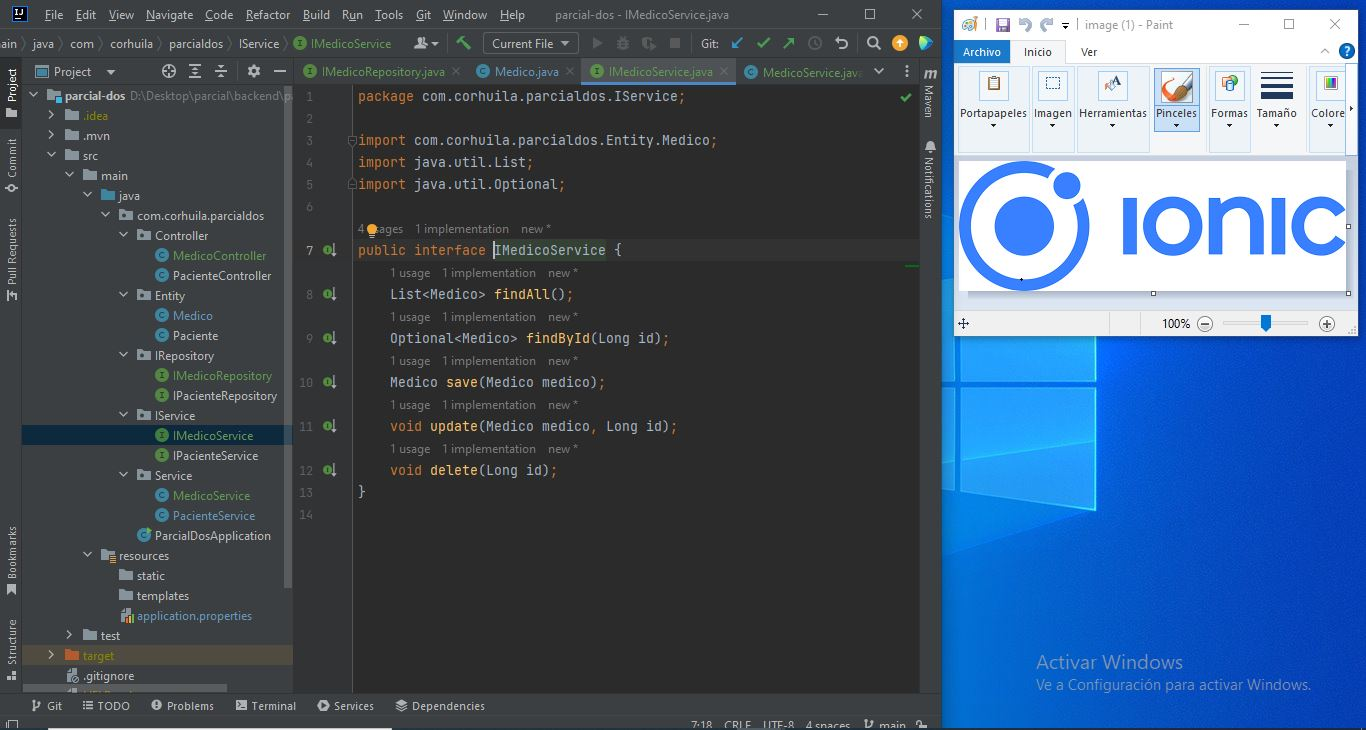 File Edit View Navigate Code Refactor Build Run Tools Git Window Help parcial-dos - IMedicoService.java
ain java com corhuila parcialdos IService IMedicoService Current File Git:
Project
IMedicoRepository.java Medico.java IMedicoService.java MedicoService.java
parcial-dos D:\Desktop\parcial\backend\
.idea
.mvn
src
main
java
com.corhuila.parcialdos
Controller
MedicoController
PacienteController
Entity
Medico
Paciente
IRepository
IMedicoRepository
IPacienteRepository
IService
IMedicoService
IPacienteService
Service
MedicoService
PacienteService
ParcialDosApplication
resources
static
templates
application.properties
test
target
.gitignore
Project
Commit
Pull Requests
Bookmarks
Structure
1 package com.corhuila.parcialdos.IService;
2
3 import com.corhuila.parcialdos.Entity.Medico;
4 import java.util.List;
5 import java.util.Optional;
6
1 implementation new *
7 public interface IMedicoService {
1 usage 1 implementation new *
8 List<Medico> findAll();
1 usage 1 implementation new *
9 Optional<Medico> findById(Long id);
1 usage 1 implementation new *
10 Medico save(Medico medico);
1 usage 1 implementation new *
11 void update(Medico medico, Long id);
1 usage 1 implementation new *
12 void delete(Long id);
13 }
14
Maven
Notifications
Git TODO Problems Terminal Services Dependencies
7:18 CRLF UTF-8 4 spaces main
image (1) - Paint
Archivo Inicio Ver
Portapapeles Imagen Herramientas Pinceles Formas Tamaño Colore
IONIC
100%
Activar Windows
Ve a Configuración para activar Windows.